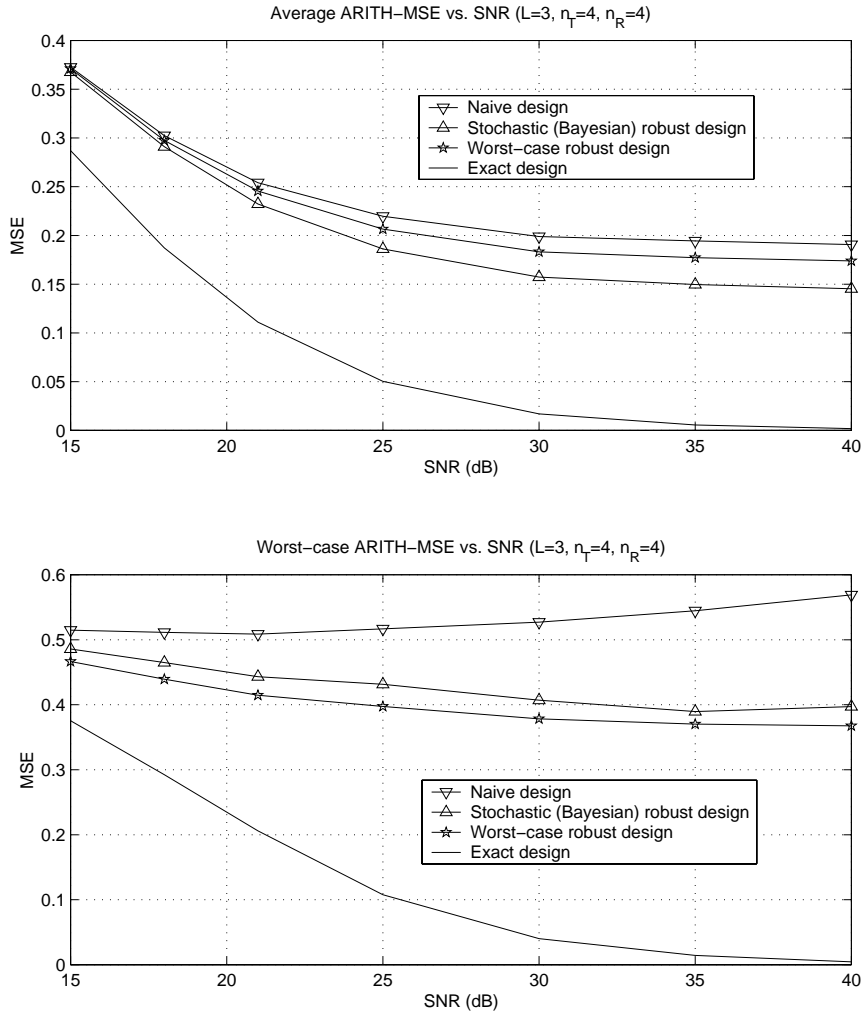 Average ARITH−MSE vs. SNR (L=3, n_T=4, n_R=4)
0.4
0.35
0.3
0.25
0.2
0.15
0.1
0.05
0
MSE
Naive design
Stochastic (Bayesian) robust design
Worst−case robust design
Exact design
15 20 25 30 35 40
SNR (dB)
Worst−case ARITH−MSE vs. SNR (L=3, n_T=4, n_R=4)
0.6
0.5
0.4
0.3
0.2
0.1
0
MSE
Naive design
Stochastic (Bayesian) robust design
Worst−case robust design
Exact design
15 20 25 30 35 40
SNR (dB)